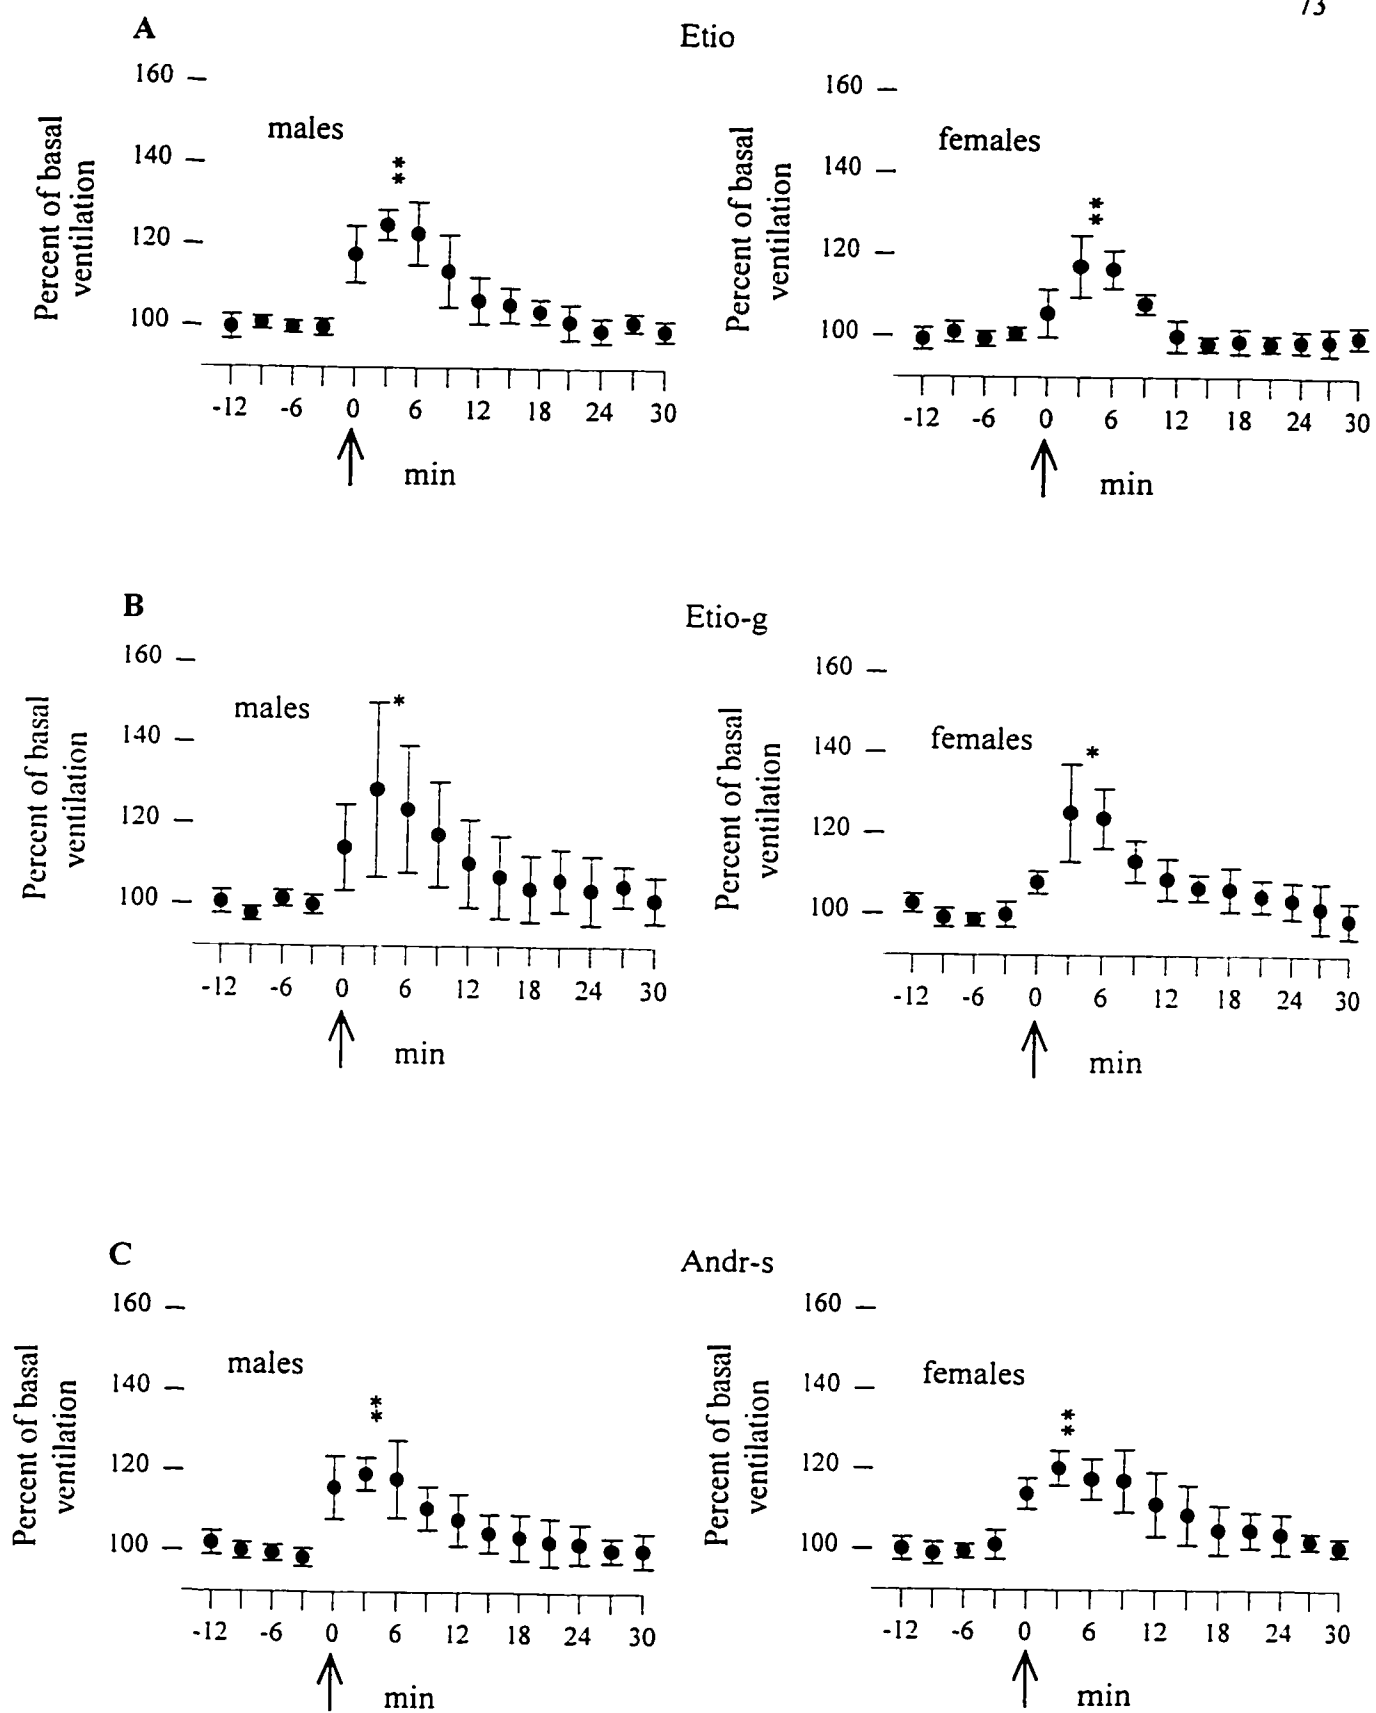 73
A
Etio
160
140
120
100
Percent of basal
ventilation
males
**
-12 -6 0 6 12 18 24 30
min
160
140
120
100
Percent of basal
ventilation
females
**
-12 -6 0 6 12 18 24 30
min
B
Etio-g
160
140
120
100
Percent of basal
ventilation
males
*
-12 -6 0 6 12 18 24 30
min
160
140
120
100
Percent of basal
ventilation
females
*
-12 -6 0 6 12 18 24 30
min
C
Andr-s
160
140
120
100
Percent of basal
ventilation
males
**
-12 -6 0 6 12 18 24 30
min
160
140
120
100
Percent of basal
ventilation
females
**
-12 -6 0 6 12 18 24 30
min